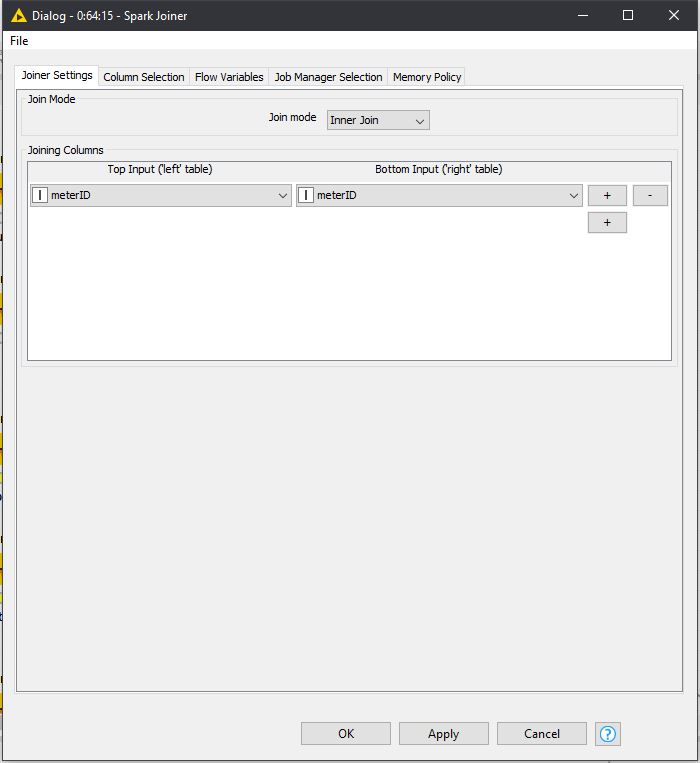 Dialog - 0:64:15 - Spark Joiner
File
Joiner Settings Column Selection Flow Variables Job Manager Selection Memory Policy
Join Mode
Join mode Inner Join
Joining Columns
Top Input ('left' table) Bottom Input ('right' table)
I meterID I meterID + -
+
OK Apply Cancel ?